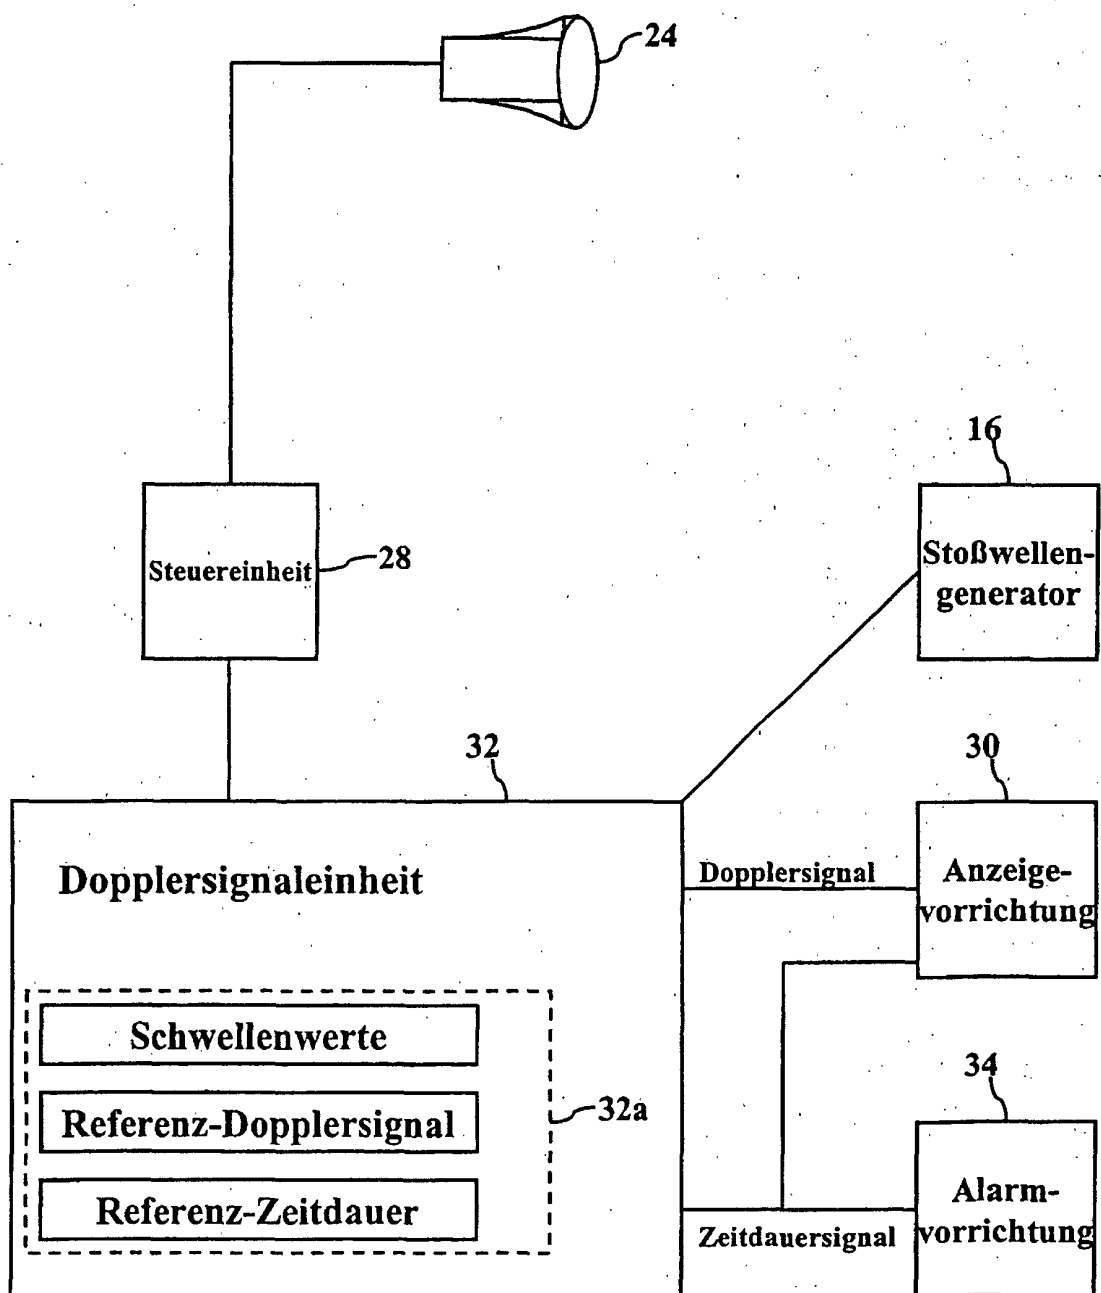 24
16
Steuereinheit
28
Stoßwellen-
generator
32
30
Dopplersignaleinheit
Dopplersignal
Anzeige-
vorrichtung
Schwellenwerte
Referenz-Dopplersignal
32a
Referenz-Zeitdauer
34
Zeitdauersignal
Alarm-
vorrichtung